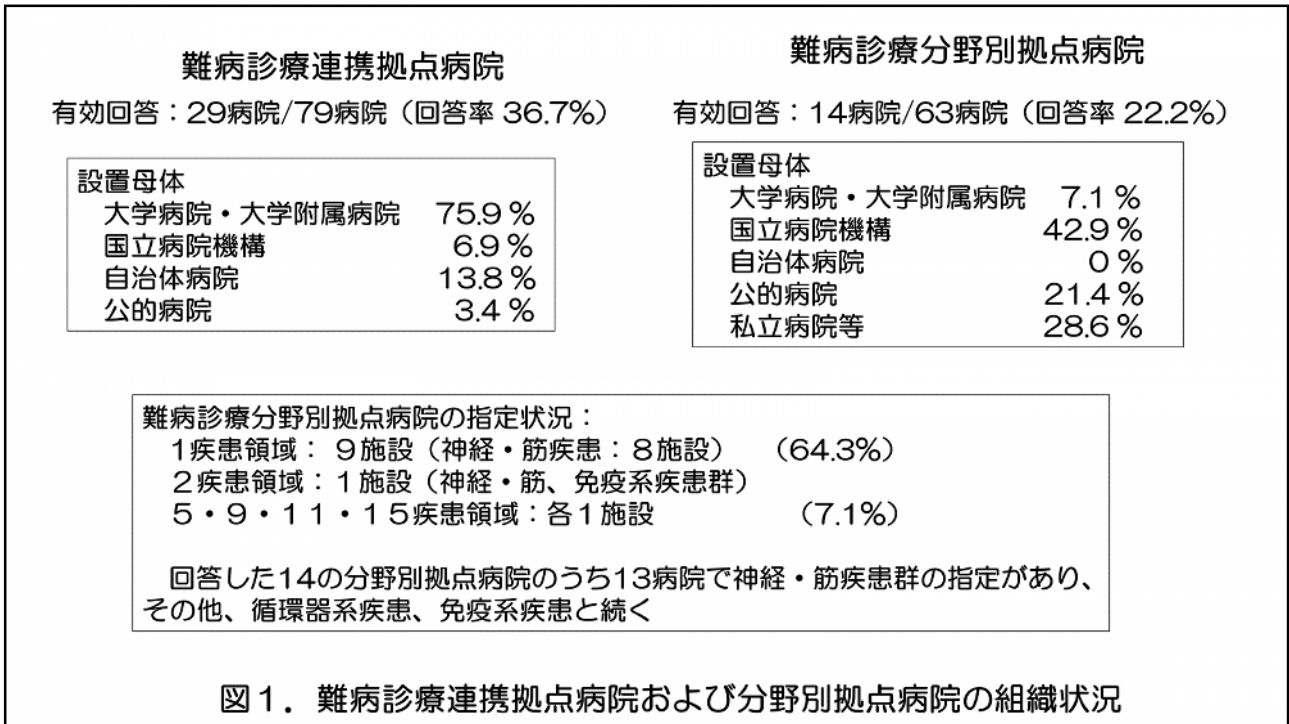 難病診療連携拠点病院
有効回答：29病院/79病院（回答率 36.7%）
設置母体
大学病院・大学附属病院 75.9 %
国立病院機構 6.9 %
自治体病院 13.8 %
公的病院 3.4 %
難病診療分野別拠点病院
有効回答：14病院/63病院（回答率 22.2%）
設置母体
大学病院・大学附属病院 7.1 %
国立病院機構 42.9 %
自治体病院 0 %
公的病院 21.4 %
私立病院等 28.6 %
難病診療分野別拠点病院の指定状況：
1疾患領域： 9施設（神経・筋疾患：8施設） （64.3%）
2疾患領域：1施設（神経・筋、免疫系疾患群）
5・9・11・15疾患領域：各1施設 （7.1%）
回答した14の分野別拠点病院のうち13病院で神経・筋疾患群の指定があり、
その他、循環器系疾患、免疫系疾患と続く
図１．難病診療連携拠点病院および分野別拠点病院の組織状況